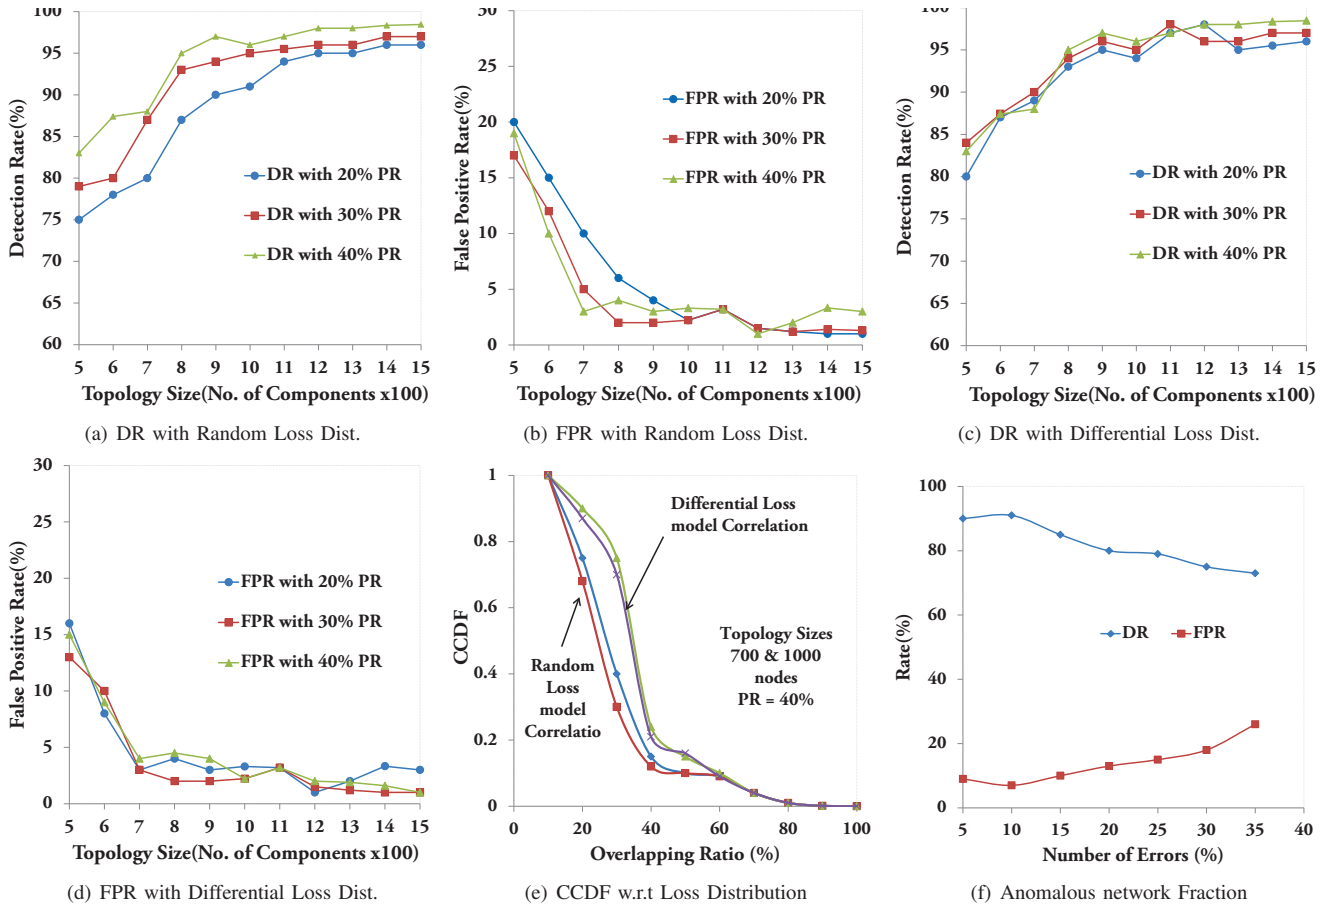 100
95
90
85
80
75
70
65
60
Detection Rate(%)
DR with 20% PR
DR with 30% PR
DR with 40% PR
5 6 7 8 9 10 11 12 13 14 15
Topology Size(No. of Components x100)
(a) DR with Random Loss Dist.
30
25
20
15
10
5
0
False Positive Rate(%)
FPR with 20% PR
FPR with 30% PR
FPR with 40% PR
5 6 7 8 9 10 11 12 13 14 15
Topology Size(No. of Components x100)
(b) FPR with Random Loss Dist.
100
95
90
85
80
75
70
65
60
Detection Rate(%)
DR with 20% PR
DR with 30% PR
DR with 40% PR
5 6 7 8 9 10 11 12 13 14 15
Topology Size(No. of Components x100)
(c) DR with Differential Loss Dist.
30
25
20
15
10
5
0
False Positive Rate(%)
FPR with 20% PR
FPR with 30% PR
FPR with 40% PR
5 6 7 8 9 10 11 12 13 14 15
Topology Size(No. of Components x100)
(d) FPR with Differential Loss Dist.
1
0.8
0.6
0.4
0.2
0
CCDF
Differential Loss
model Correlation
Random
Loss
model
Correlatio
Topology Sizes
700 & 1000
nodes
PR = 40%
0 20 40 60 80 100
Overlapping Ratio (%)
(e) CCDF w.r.t Loss Distribution
100
80
60
40
20
0
Rate(%)
DR FPR
5 10 15 20 25 30 35 40
Number of Errors (%)
(f) Anomalous network Fraction